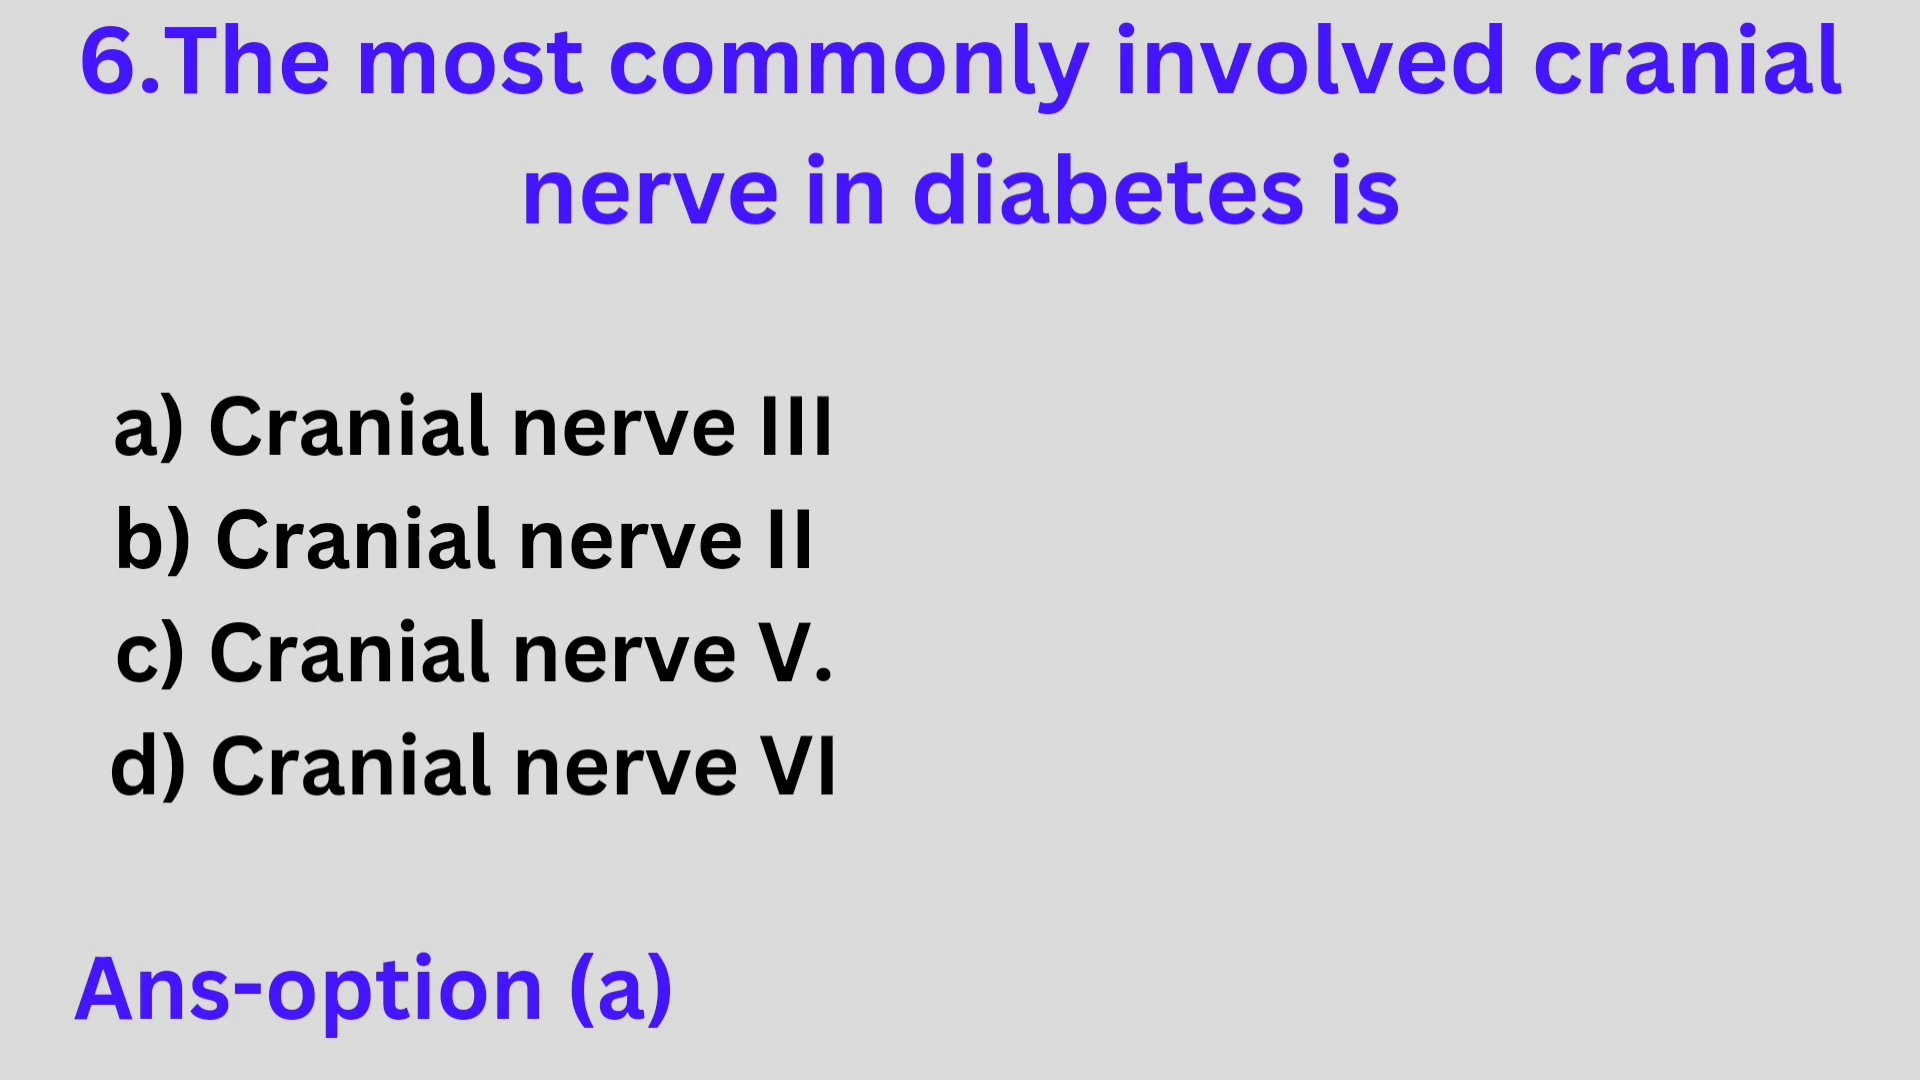 6.The most commonly involved cranial
nerve in diabetes is
a) Cranial nerve III
b) Cranial nerve II
c) Cranial nerve V.
d) Cranial nerve VI
Ans-option (a)